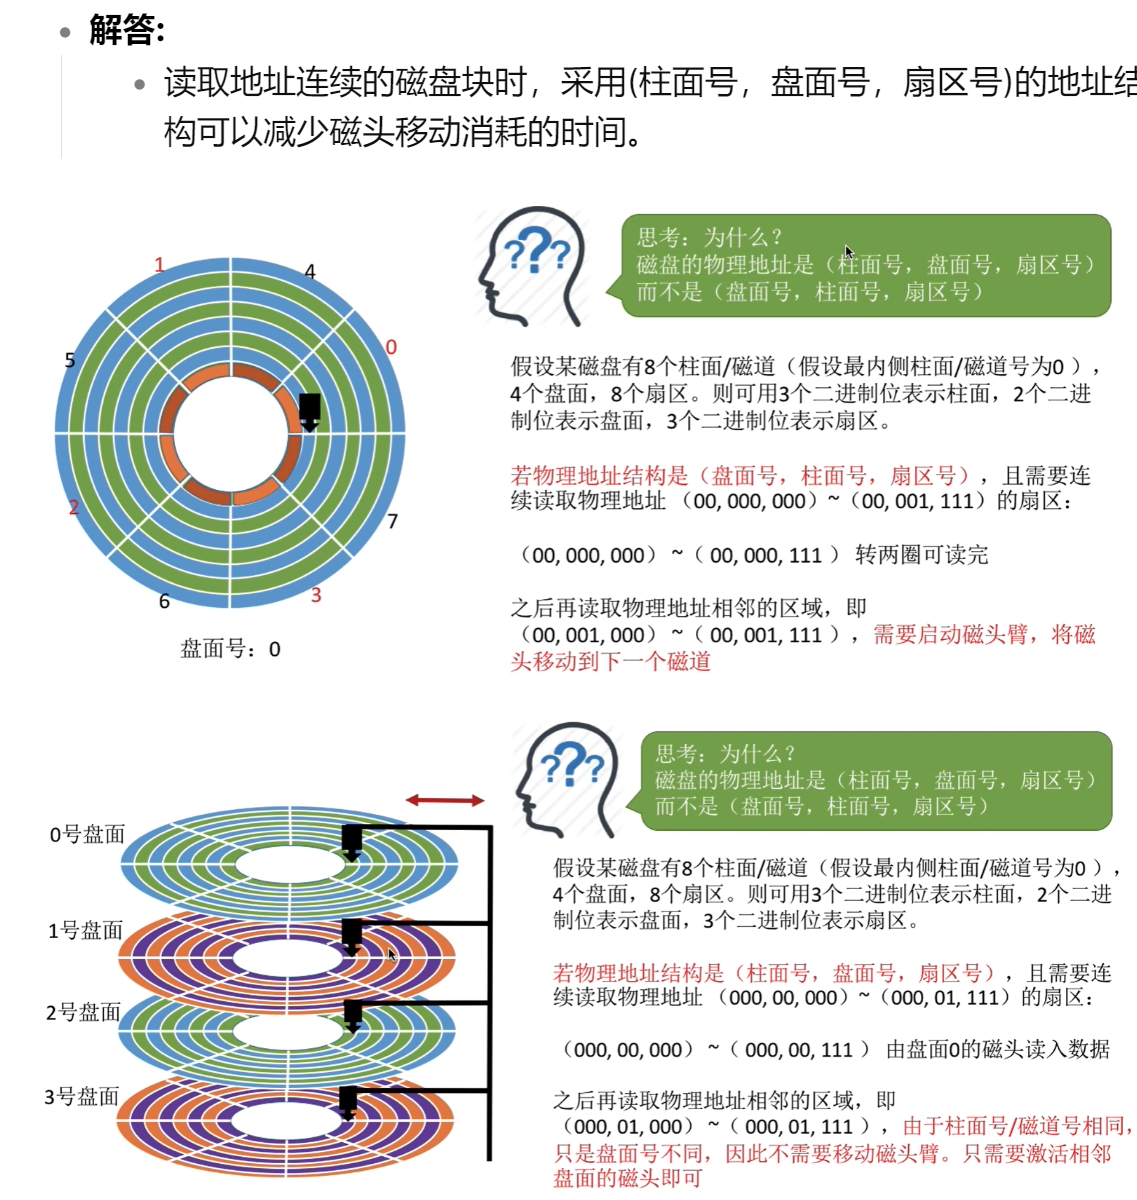 解答:
读取地址连续的磁盘块时，采用(柱面号，盘面号，扇区号)的地址结
构可以减少磁头移动消耗的时间。
???
思考：为什么？
磁盘的物理地址是（柱面号，盘面号，扇区号）
而不是（盘面号，柱面号，扇区号）
1
4
5
0
2
7
6
3
盘面号：0
假设某磁盘有8个柱面/磁道（假设最内侧柱面/磁道号为0 ），
4个盘面，8个扇区。则可用3个二进制位表示柱面，2个二进
制位表示盘面，3个二进制位表示扇区。
若物理地址结构是（盘面号，柱面号，扇区号），且需要连
续读取物理地址 （00, 000, 000）~（00, 001, 111）的扇区：
（00, 000, 000） ~（ 00, 000, 111 ） 转两圈可读完
之后再读取物理地址相邻的区域，即
（00, 001, 000） ~（ 00, 001, 111 ），需要启动磁头臂，将磁
头移动到下一个磁道
???
思考：为什么？
磁盘的物理地址是（柱面号，盘面号，扇区号）
而不是（盘面号，柱面号，扇区号）
0号盘面
1号盘面
2号盘面
3号盘面
假设某磁盘有8个柱面/磁道（假设最内侧柱面/磁道号为0 ），
4个盘面，8个扇区。则可用3个二进制位表示柱面，2个二进
制位表示盘面，3个二进制位表示扇区。
若物理地址结构是（柱面号，盘面号，扇区号），且需要连
续读取物理地址 （000, 00, 000）~（000, 01, 111）的扇区：
（000, 00, 000） ~（ 000, 00, 111 ） 由盘面0的磁头读入数据
之后再读取物理地址相邻的区域，即
（000, 01, 000） ~（ 000, 01, 111 ），由于柱面号/磁道号相同，
只是盘面号不同，因此不需要移动磁头臂。只需要激活相邻
盘面的磁头即可